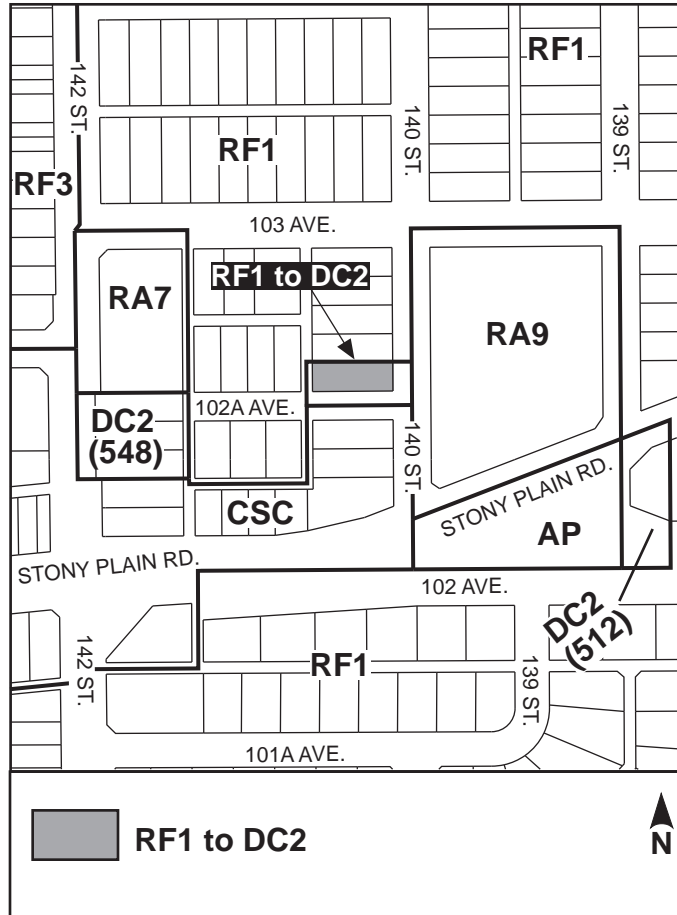 RF1
142 ST.
140 ST.
139 ST.
RF1
RF3
103 AVE.
RF1 to DC2
RA7
RA9
102A AVE.
DC2
(548)
140 ST.
STONY PLAIN RD.
CSC
AP
STONY PLAIN RD.
102 AVE.
DC2
(512)
142 ST.
RF1
139 ST.
101A AVE.
RF1 to DC2
N